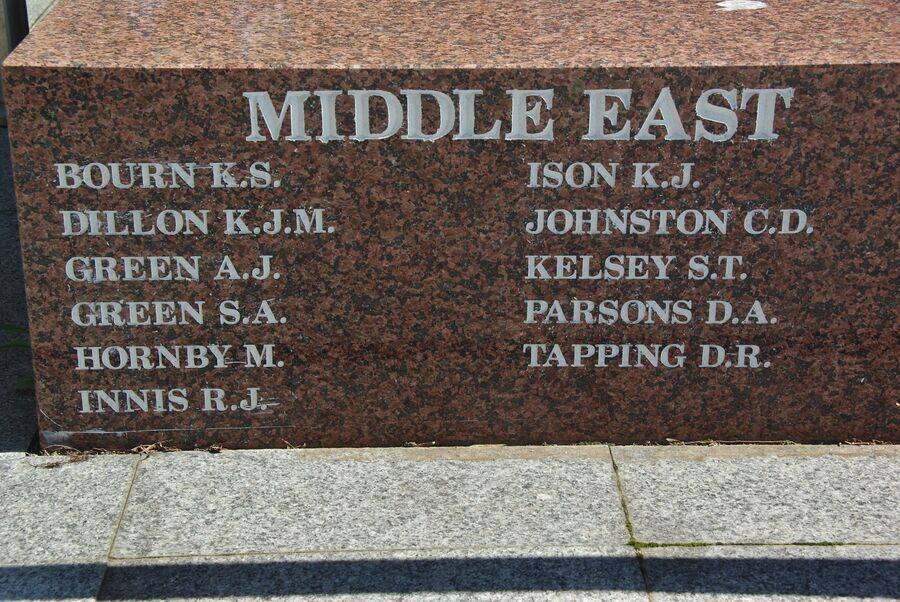 MIDDLE EAST
BOURN K.S.
DILLON K.J.M.
GREEN A.J.
GREEN S.A.
HORNBY M.
INNIS R.J.
ISON K.J.
JOHNSTON C.D.
KELSEY S.T.
PARSONS D.A.
TAPPING D.R.